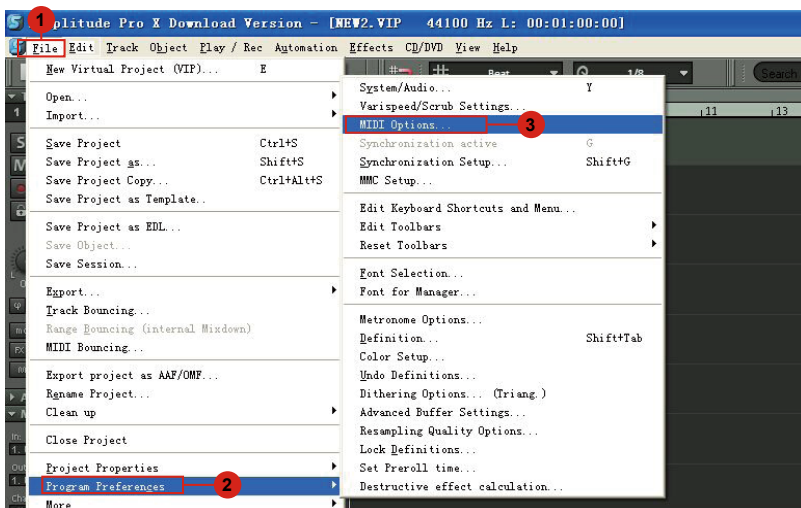 S 1 plitude Pro X Download Version - [NEW2.VIP 44100 Hz L: 00:01:00:00]
File Edit Track Object Play / Rec Automation Effects CD/DVD View Help
New Virtual Project (VIP)... E
Open...
Import...
Save Project Ctrl+S
Save Project as... Shift+S
Save Project Copy... Ctrl+Alt+S
Save Project as Template..
Save Project as EDL...
Save Object...
Save Session...
Export...
Track Bouncing...
Range Bouncing (internal Mixdown)
MIDI Bouncing...
Export project as AAF/OMF...
Rename Project...
Clean up
Close Project
Project Properties
Program Preferences 2
More
Beat 1/8 Search
System/Audio... Y
Varispeed/Scrub Settings...
MIDI Options... 3
Synchronization active G
Synchronization Setup... Shift+G
MMC Setup...
Edit Keyboard Shortcuts and Menu...
Edit Toolbars
Reset Toolbars
Font Selection...
Font for Manager...
Metronome Options...
Definition... Shift+Tab
Color Setup...
Undo Definitions...
Dithering Options... (Triang.)
Advanced Buffer Settings...
Resampling Quality Options...
Lock Definitions...
Set Preroll time...
Destructive effect calculation...
11 13
1
S
M
L
FX
In:
1.
Out
1.
Cha